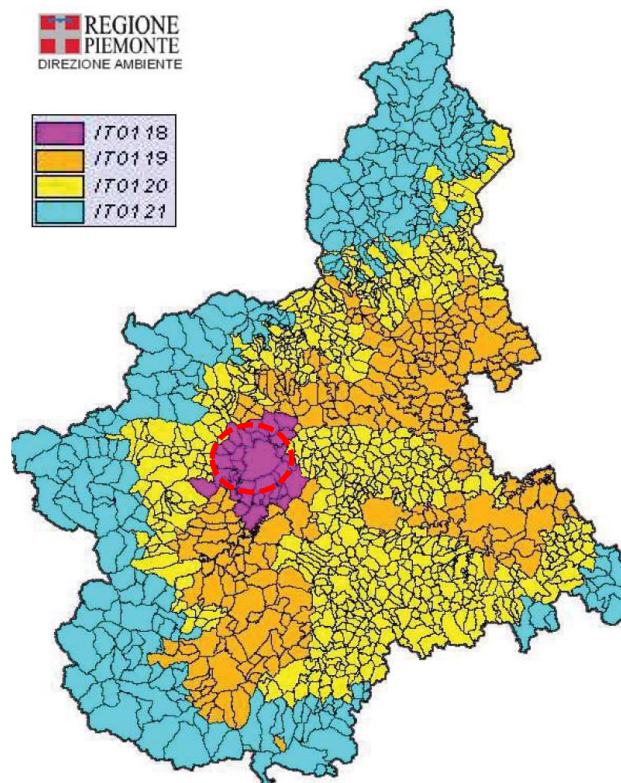 REGIONE
PIEMONTE
DIREZIONE AMBIENTE
IT0118
IT0119
IT0120
IT0121